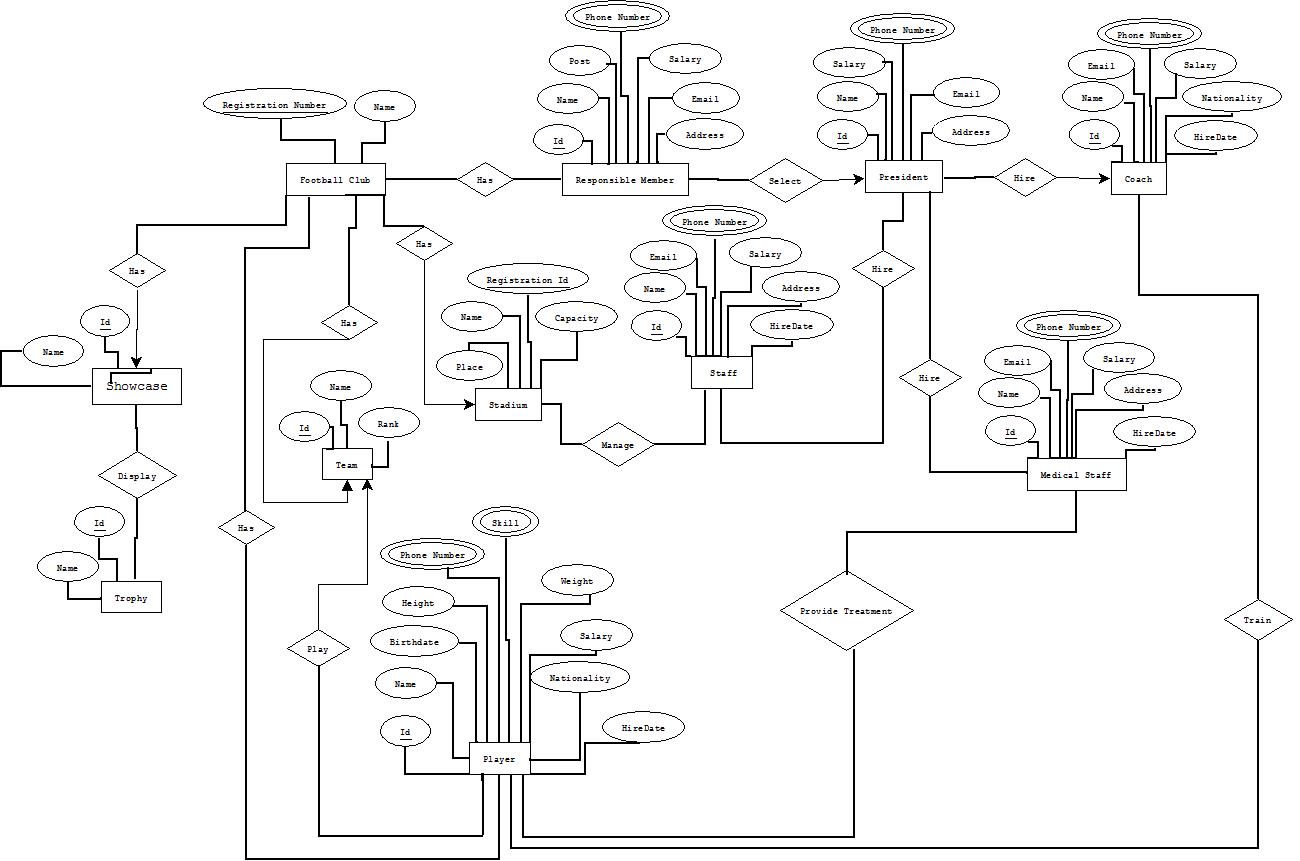 Phone Number
Post
Salary
Name
Email
Id
Address
Responsible Member
Phone Number
Salary
Email
Name
Address
Id
President
Phone Number
Email
Salary
Name
Nationality
Id
HireDate
Coach
Registration Number
Name
Football Club
Has
Select
Hire
Has
Has
Has
Hire
Phone Number
Email
Salary
Name
Address
Id
HireDate
Staff
Registration Id
Name
Capacity
Place
Stadium
Manage
Id
Name
Showcase
Display
Id
Name
Trophy
Name
Id
Rank
Team
Has
Hire
Phone Number
Email
Salary
Name
Address
Id
HireDate
Medical Staff
Skill
Phone Number
Weight
Height
Salary
Birthdate
Nationality
Name
HireDate
Id
Player
Play
Provide Treatment
Train